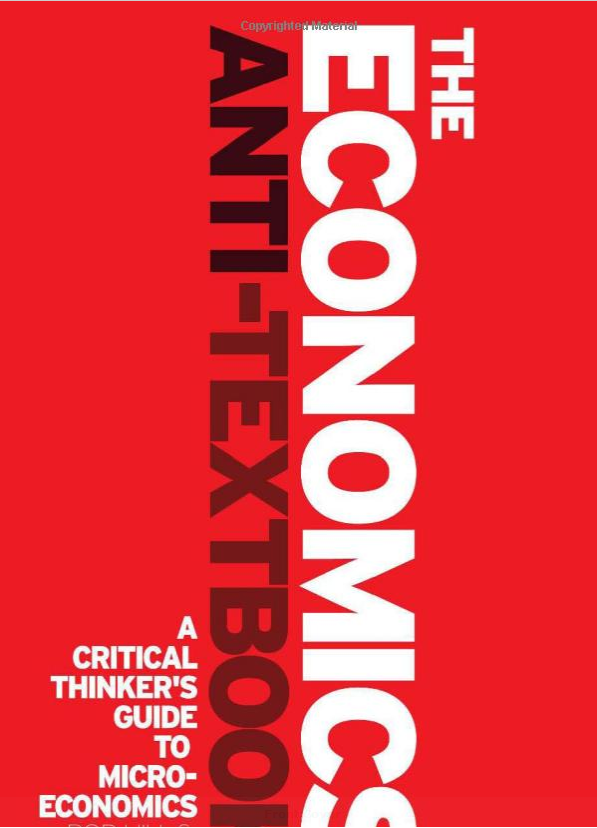 Copyrighted Material
THE
ECONOMICS
ANTI-TEXTBOO
A
CRITICAL
THINKER'S
GUIDE
TO
MICRO-
ECONOMICS